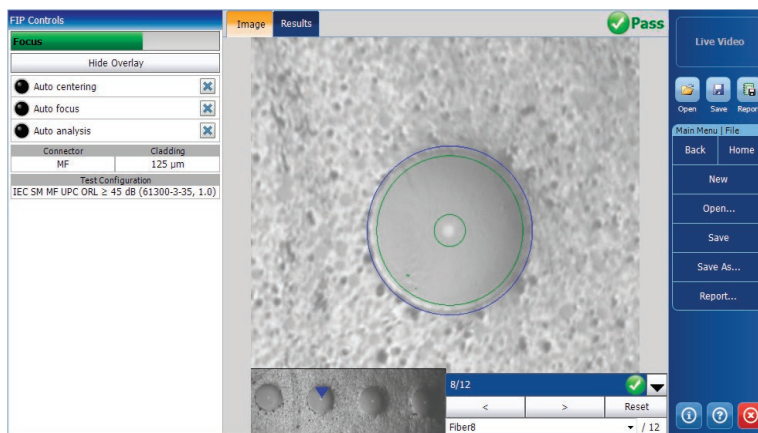 FIP Controls
Focus
Hide Overlay
Auto centering
Auto focus
Auto analysis
Connector Cladding
MF 125 µm
Test Configuration
IEC SM MF UPC ORL ≥ 45 dB (61300-3-35, 1.0)
Image Results
Pass
8/12
< > Reset
Fiber8 / 12
Live Video
Open Save Report
Main Menu | File
Back Home
New
Open...
Save
Save As...
Report...